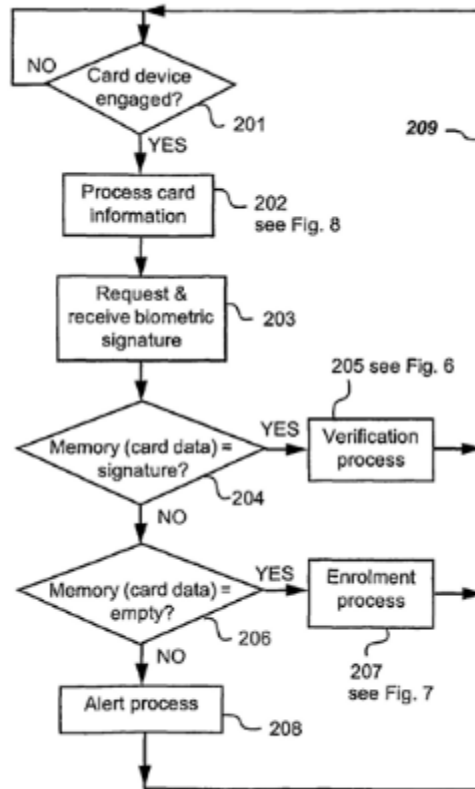 NO
Card device
engaged?
201
209
YES
Process card
information
202
see Fig. 8
Request &
receive biometric
signature
203
205 see Fig. 6
Memory (card data) =
signature?
YES
Verification
process
204
NO
Memory (card data) =
empty?
YES
Enrolment
process
206
NO
207
see Fig. 7
Alert process
208